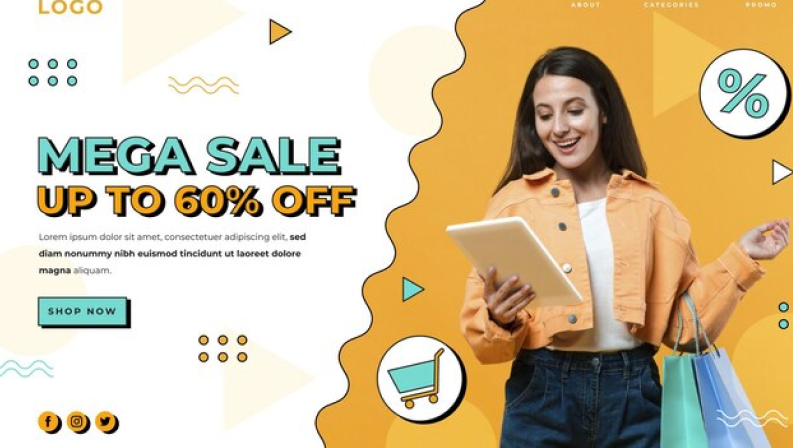 LOGO
ABOUT
CATEGORIES
PROMO
%
MEGA SALE
UP TO 60% OFF
Lorem ipsum dolor sit amet, consectetuer adipiscing elit, sed
diam nonummy nibh euismod tincidunt ut laoreet dolore
magna aliquam.
SHOP NOW